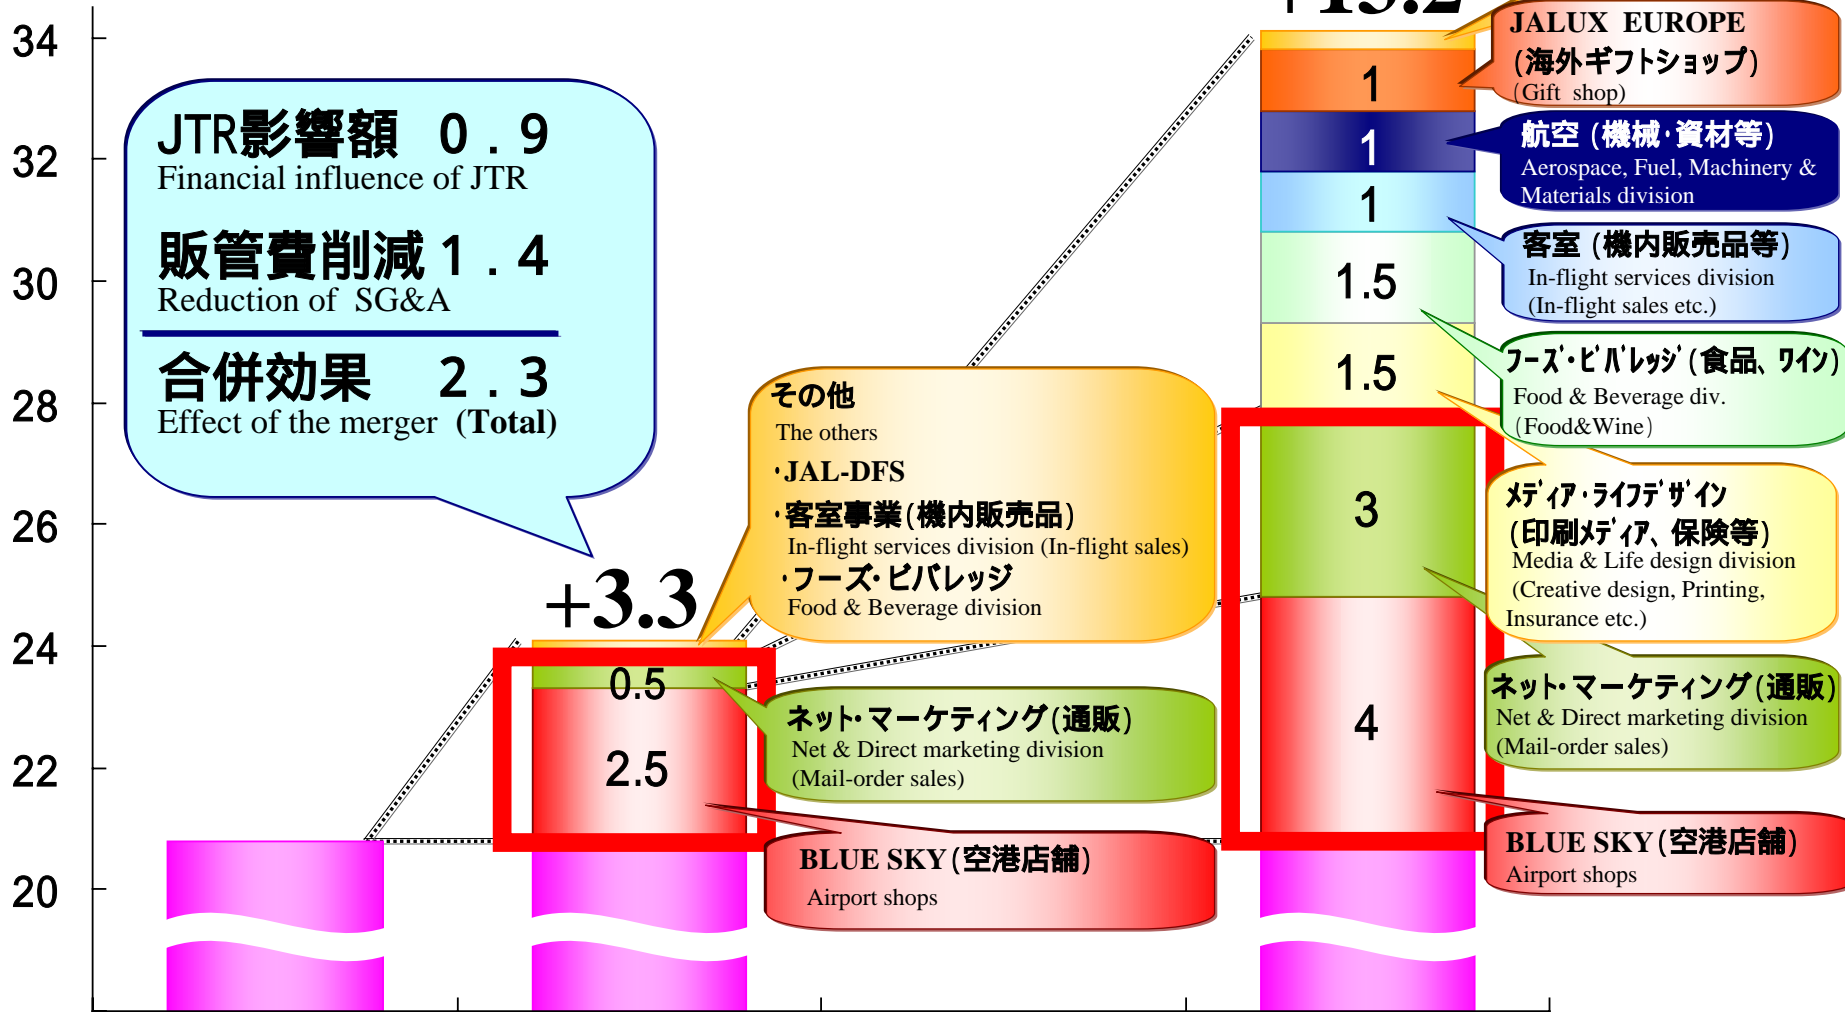 34
32
30
28
26
24
22
20
JTR影響額 0.9
Financial influence of JTR
販管費削減 1.4
Reduction of SG&A
合併効果 2.3
Effect of the merger (Total)
+3.3
0.5
2.5
その他
The others
・JAL-DFS
・客室事業(機内販売品)
In-flight services division (In-flight sales)
・フーズ・ビバレッジ
Food & Beverage division
ネット・マーケティング(通販)
Net & Direct marketing division
(Mail-order sales)
BLUE SKY(空港店舗)
Airport shops
1
1
1
1.5
1.5
3
4
JALUX EUROPE
(海外ギフトショップ)
(Gift shop)
航空(機械・資材等)
Aerospace, Fuel, Machinery &
Materials division
客室(機内販売品等)
In-flight services division
(In-flight sales etc.)
フーズ・ビバレッジ(食品、ワイン)
Food & Beverage div.
(Food&Wine)
メディア・ライフデザイン
(印刷メディア、保険等)
Media & Life design division
(Creative design, Printing,
Insurance etc.)
ネット・マーケティング(通販)
Net & Direct marketing division
(Mail-order sales)
BLUE SKY(空港店舗)
Airport shops